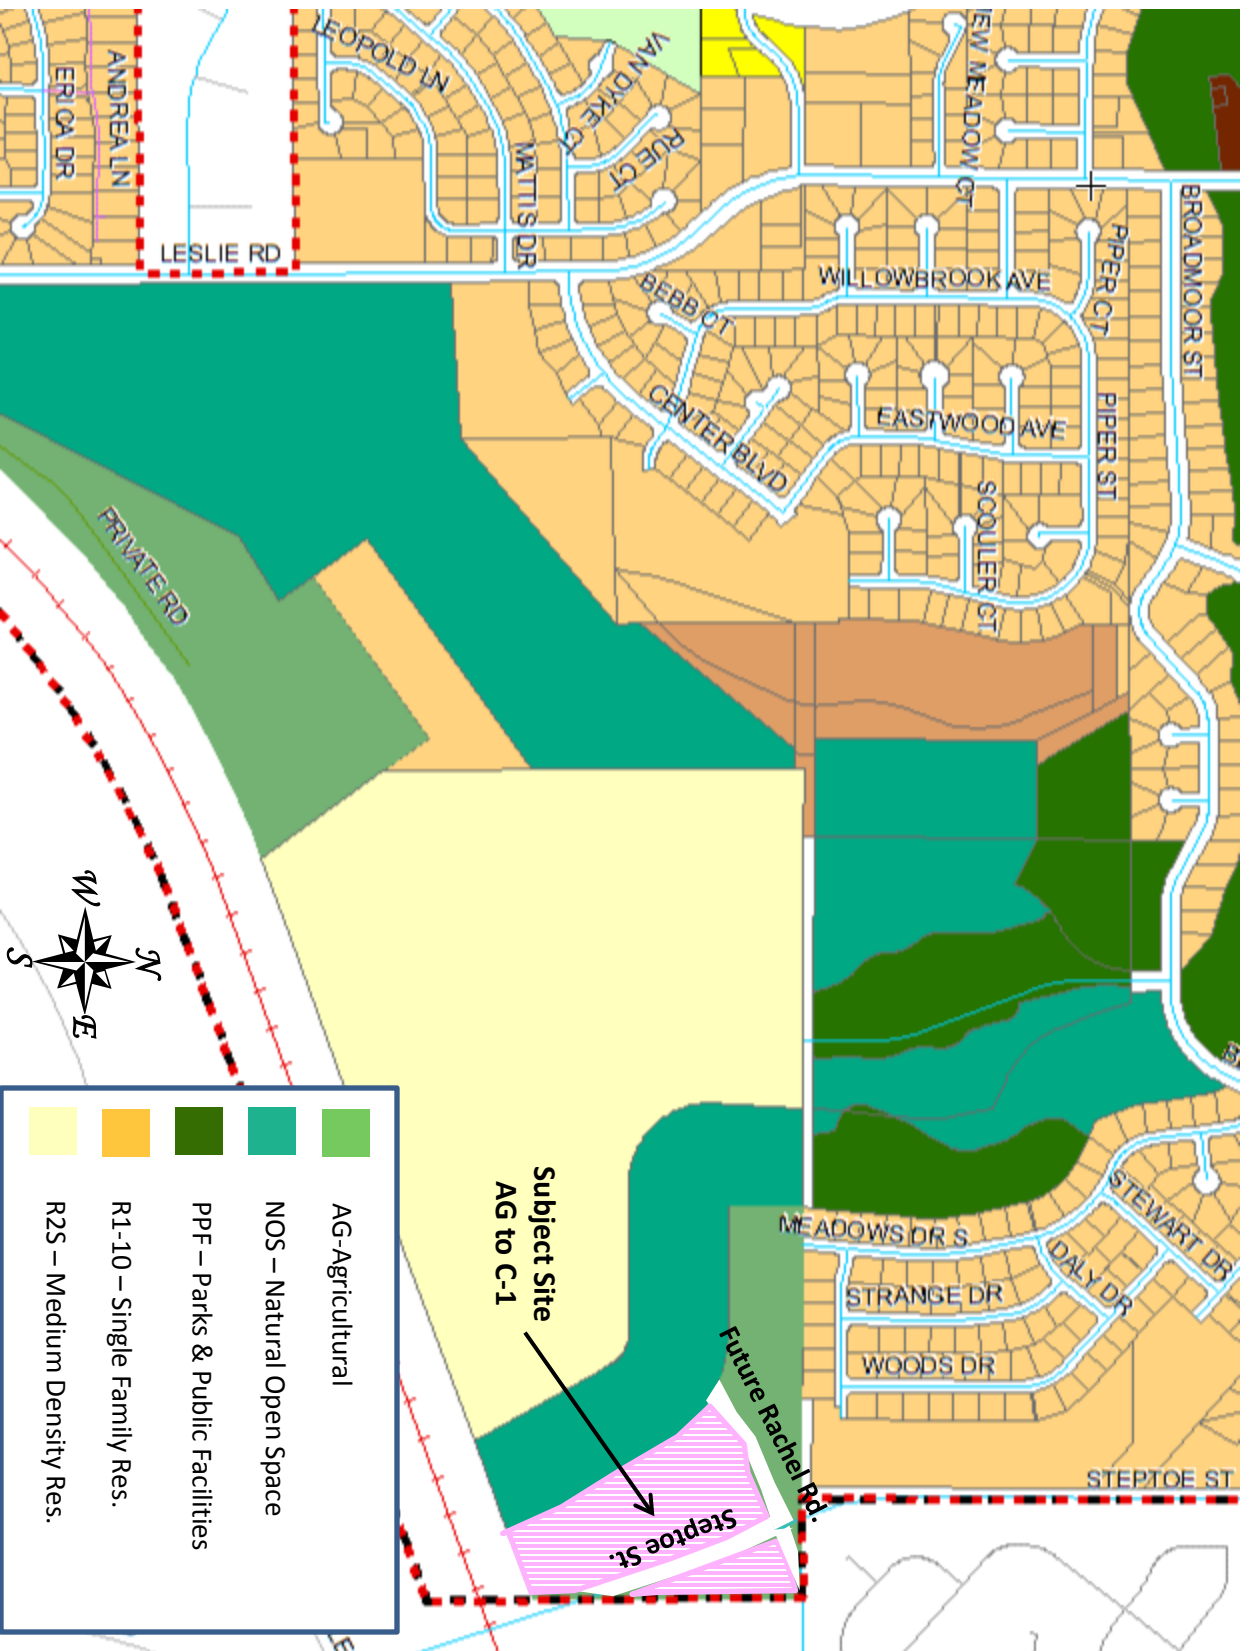 LEOPOLD LN
VAN DYKE CT
RUE CT
MATTIS DR
ANDREA LN
ERICA DR
LESLIE RD
EW MEADOW CT
BROADMOOR ST
PIPER CT
WILLOWBROOK AVE
BEBB CT
CENTER BLVD
EASTWOOD AVE
PIPER ST
SCOULER CT
PRIVATE RD
W
N
S
E
B
STEWART DR
MEADOWS DR S
DALY DR
STRANGE DR
WOODS DR
STEPTOE ST
Future Rachel Rd.
Steptoe St.
Subject Site
AG to C-1
AG-Agricultural
NOS – Natural Open Space
PPF – Parks & Public Facilities
R1-10 – Single Family Res.
R2S – Medium Density Res.
LE